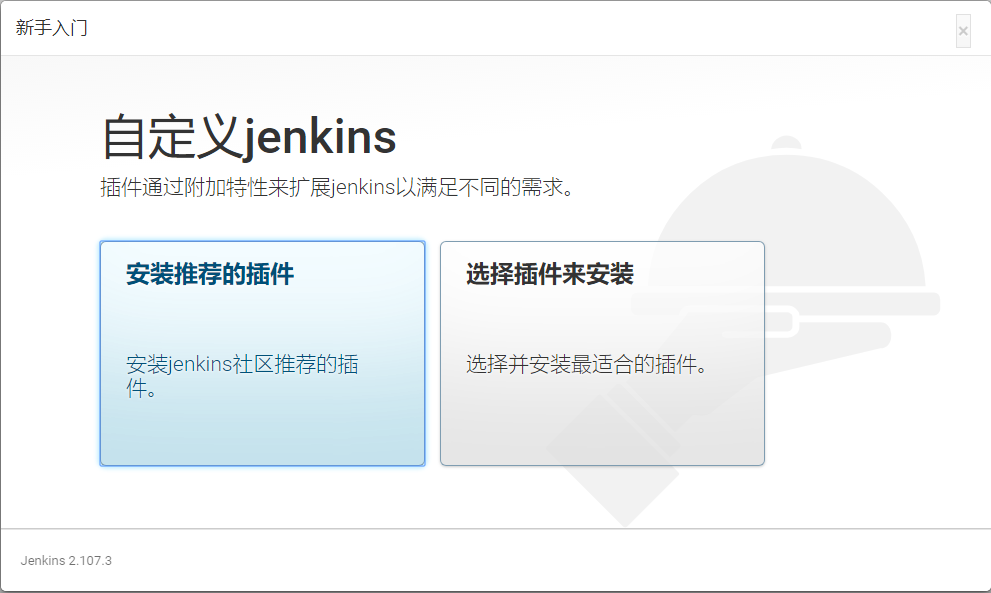 新手入门
×
自定义jenkins
插件通过附加特性来扩展jenkins以满足不同的需求。
安装推荐的插件
选择插件来安装
安装jenkins社区推荐的插
件。
选择并安装最适合的插件。
Jenkins 2.107.3